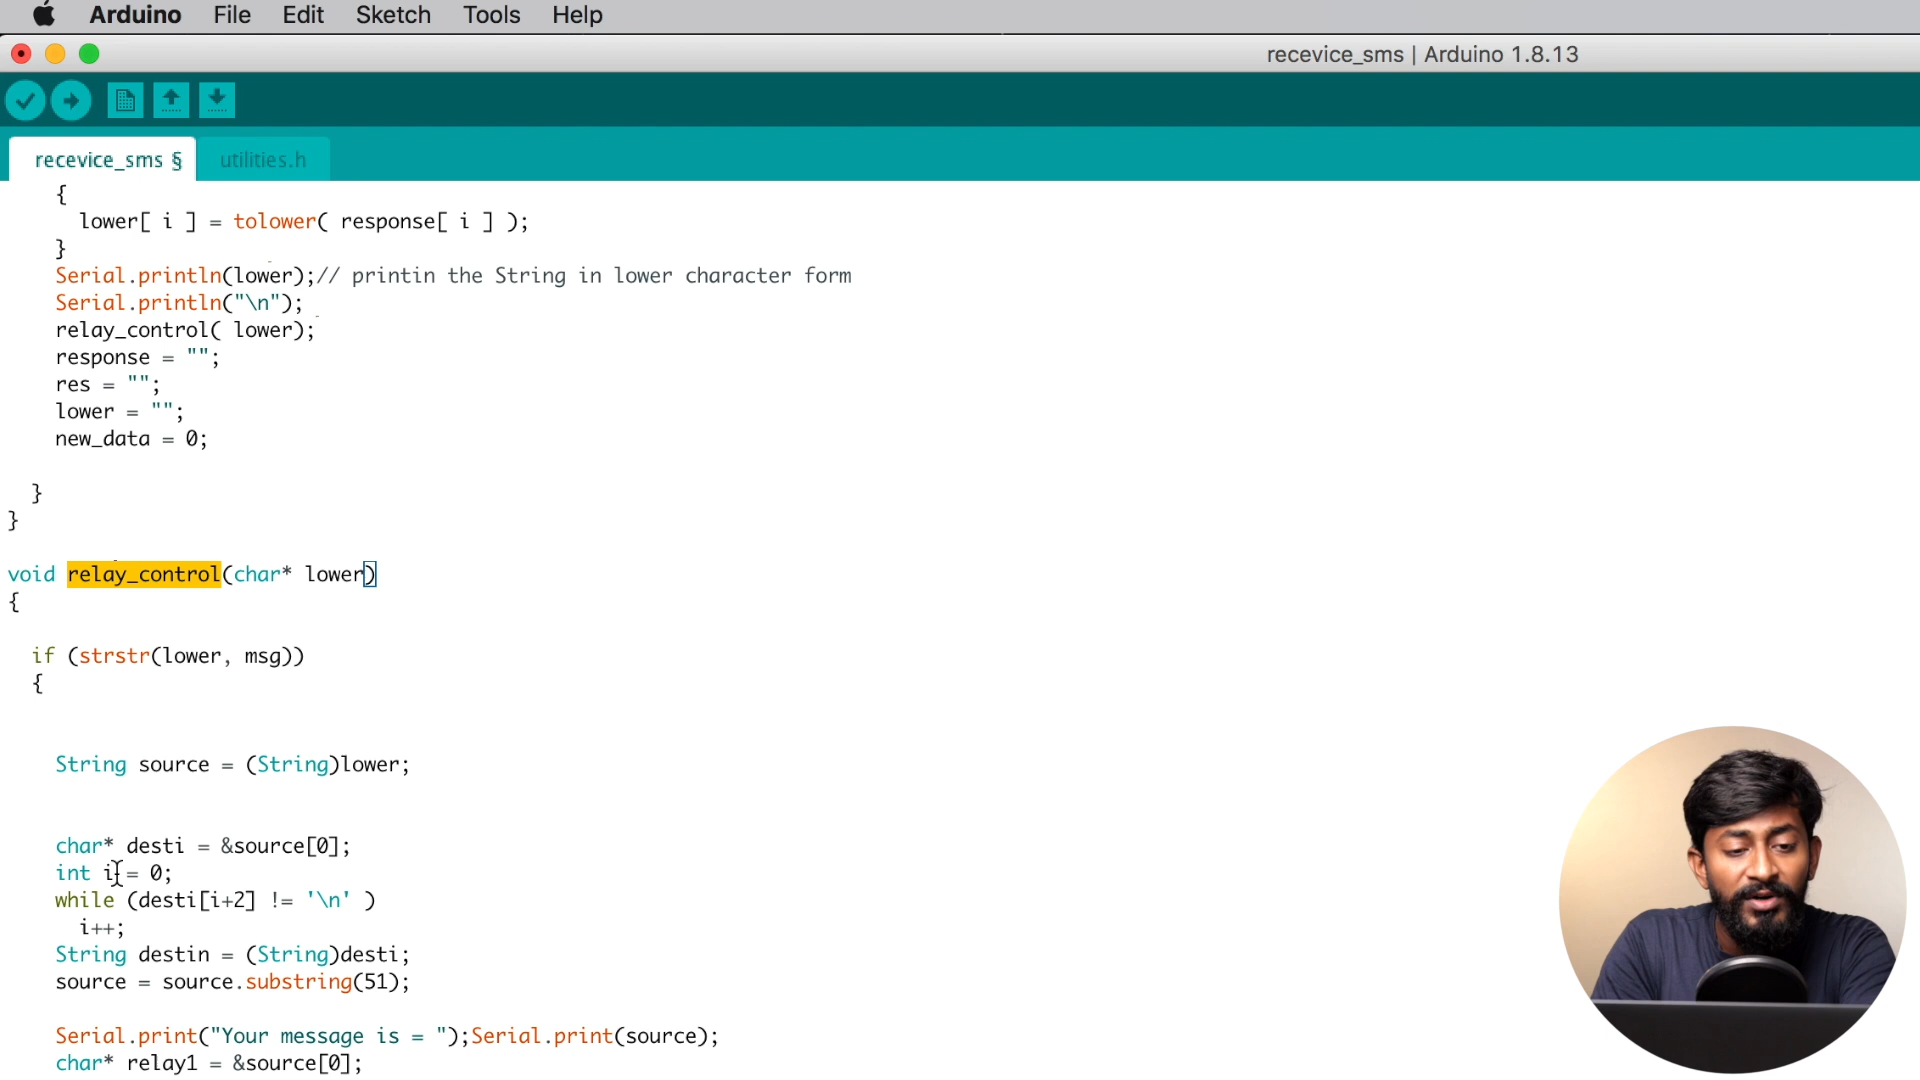 Arduino File Edit Sketch Tools Help
recevice_sms | Arduino 1.8.13
recevice_sms § utilities.h
{
lower[ i ] = tolower( response[ i ] );
}
Serial.println(lower);// printin the String in lower character form
Serial.println("\n");
relay_control( lower);
response = "";
res = "";
lower = "";
new_data = 0;
}
}
void relay_control(char* lower)
{
if (strstr(lower, msg))
{
String source = (String)lower;
char* desti = &source[0];
int i = 0;
while (desti[i+2] != '\n' )
i++;
String destin = (String)desti;
source = source.substring(51);
Serial.print("Your message is = ");Serial.print(source);
char* relay1 = &source[0];